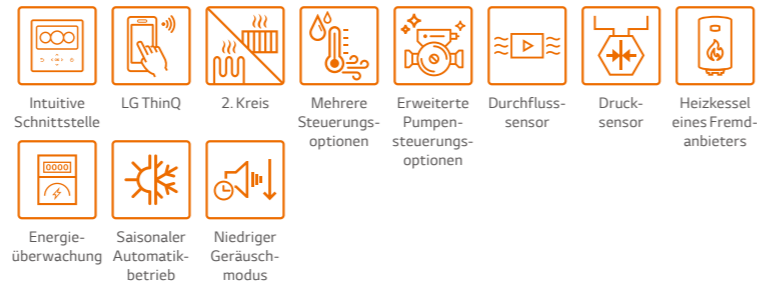 Intuitive
Schnittstelle
LG ThinQ
2. Kreis
Mehrere
Steuerungs-
optionen
Erweiterte
Pumpen-
steuerungs-
optionen
Durchfluss-
sensor
Druck-
sensor
Heizkessel
eines Fremd-
anbieters
0000
Energie-
überwachung
Saisonaler
Automatik-
betrieb
Niedriger
Geräusch-
modus